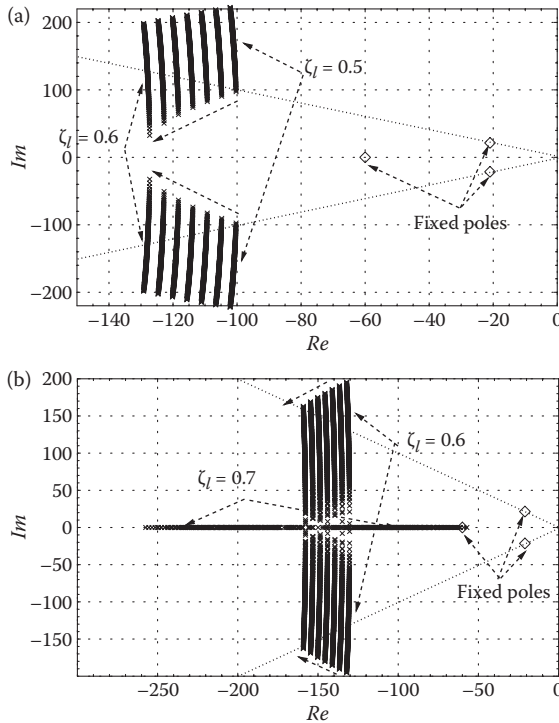 (a)
200
100
0
−100
−200
Im
ζl = 0.5
ζl = 0.6
Fixed poles
−140 −120 −100 −80 −60 −40 −20 0
Re
(b)
200
150
100
50
0
−50
−100
−150
Im
ζl = 0.7
ζl = 0.6
Fixed poles
−250 −200 −150 −100 −50 0
Re